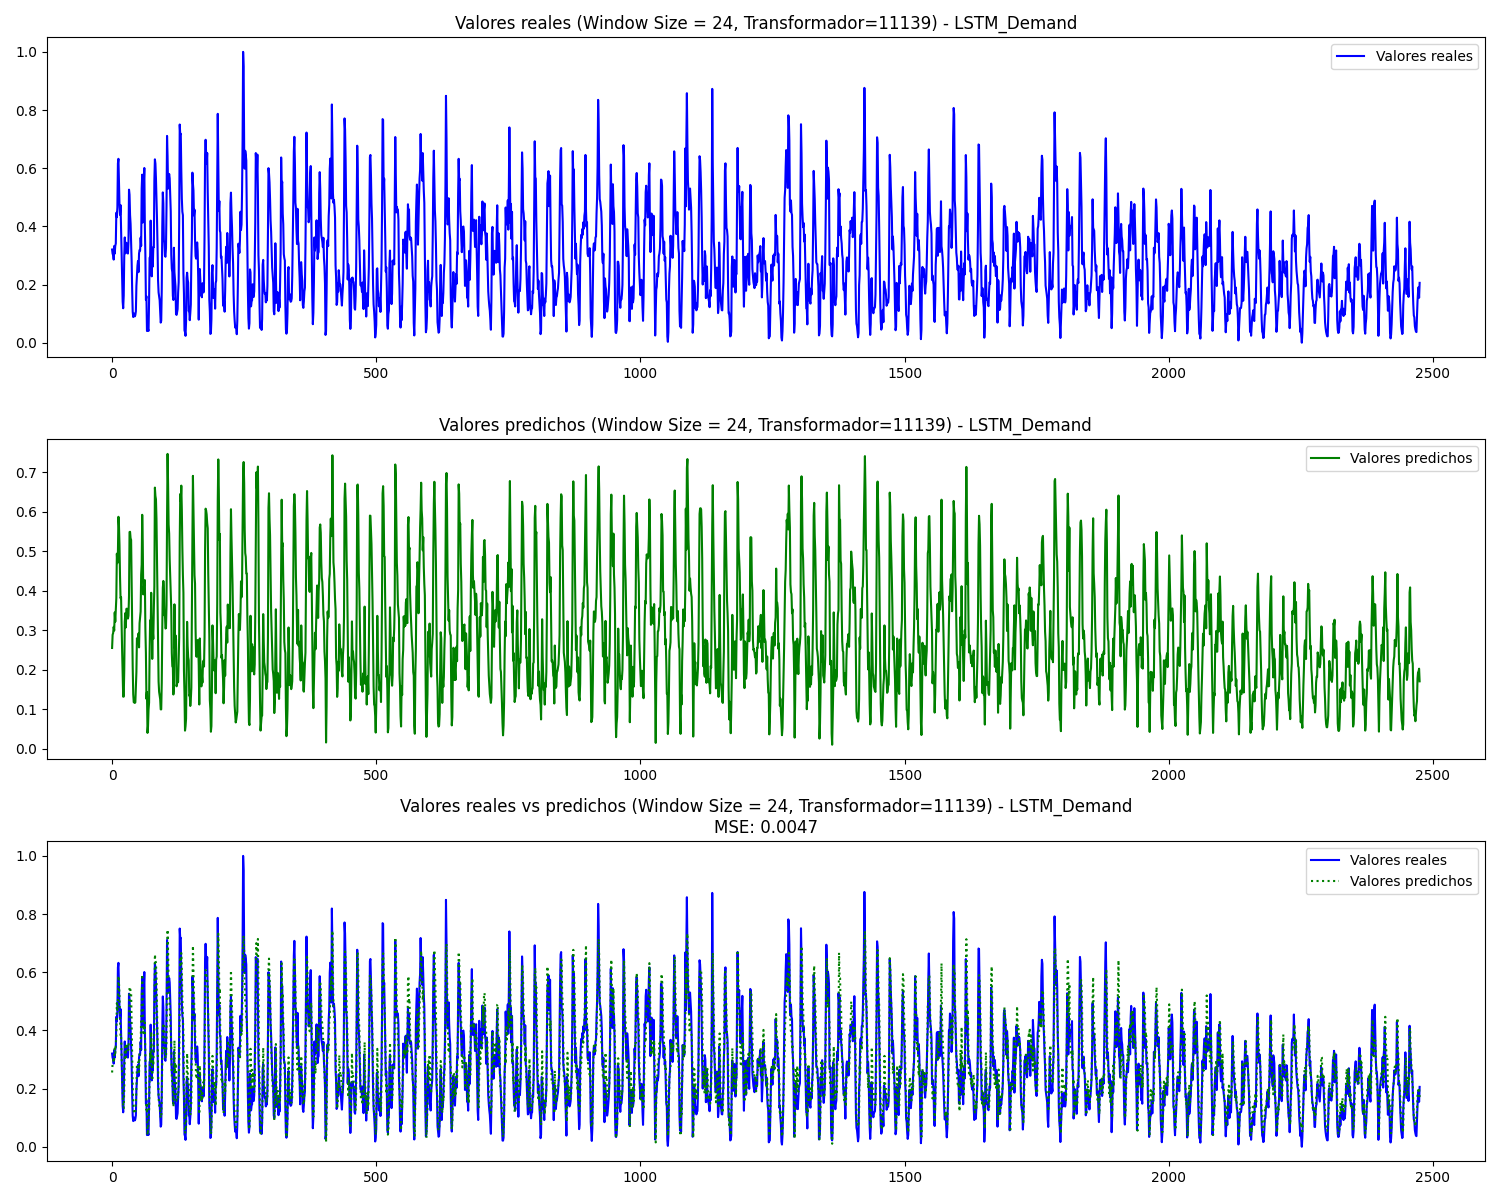 Valores reales (Window Size = 24, Transformador=11139) - LSTM_Demand
Valores reales
1.0
0.8
0.6
0.4
0.2
0.0
0 500 1000 1500 2000 2500
Valores predichos (Window Size = 24, Transformador=11139) - LSTM_Demand
Valores predichos
0.7
0.6
0.5
0.4
0.3
0.2
0.1
0.0
0 500 1000 1500 2000 2500
Valores reales vs predichos (Window Size = 24, Transformador=11139) - LSTM_Demand
MSE: 0.0047
Valores reales
Valores predichos
1.0
0.8
0.6
0.4
0.2
0.0
0 500 1000 1500 2000 2500